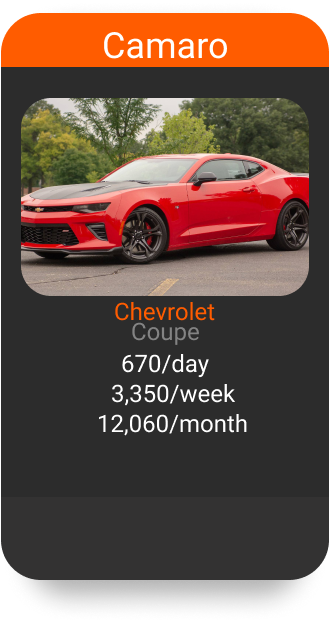 Camaro
Chevrolet
Coupe
670/day
3,350/week
12,060/month